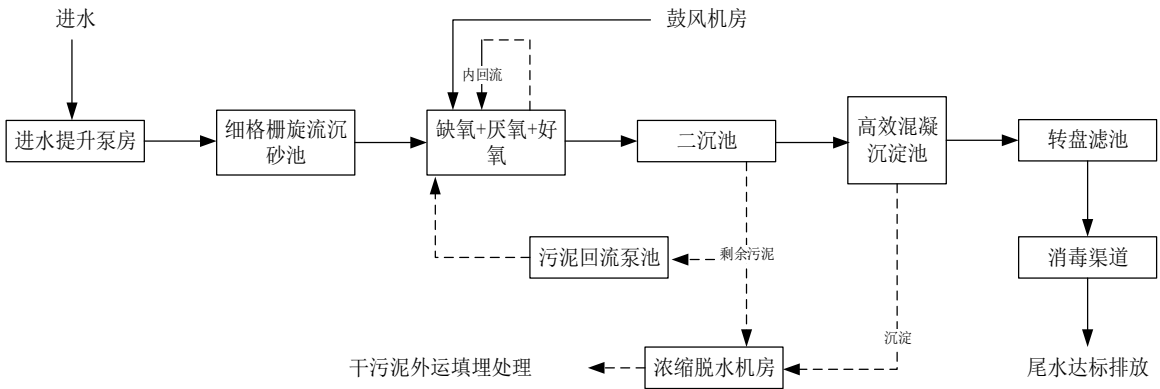 进水
鼓风机房
内回流
进水提升泵房
细格栅旋流沉
砂池
缺氧+厌氧+好
氧
二沉池
高效混凝
沉淀池
转盘滤池
污泥回流泵池
剩余污泥
消毒渠道
沉淀
干污泥外运填埋处理
浓缩脱水机房
尾水达标排放